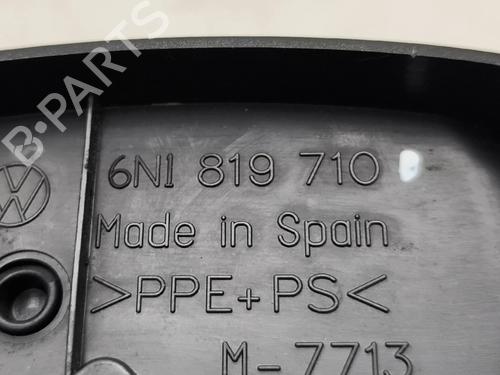 B-PARTS
6N1 819 710
Made in Spain
>PPE+PS<
M-7713